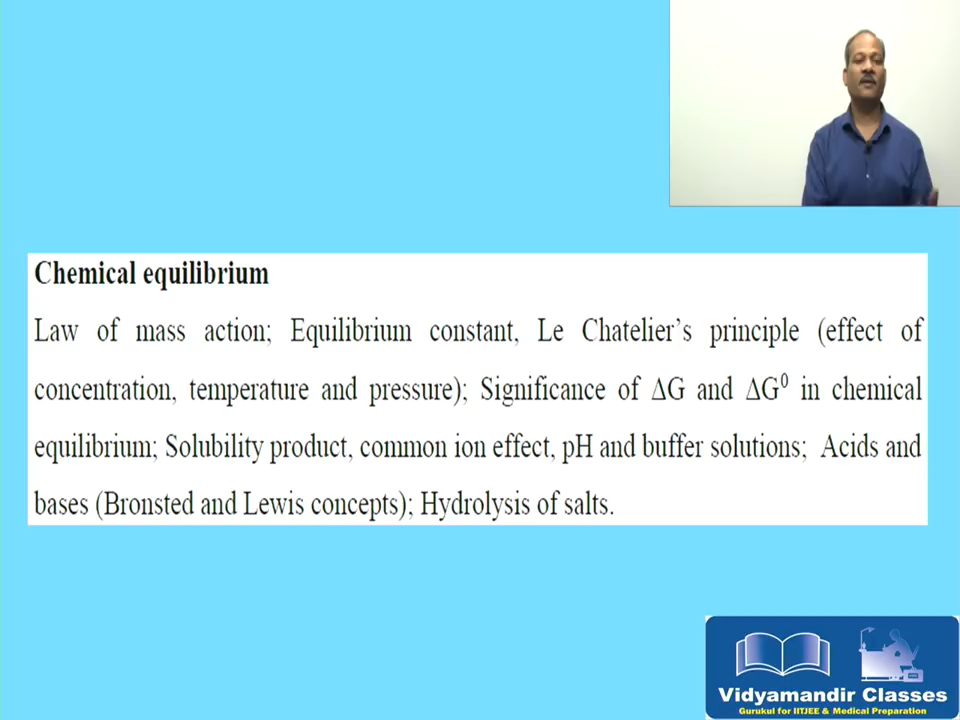 Chemical equilibrium
Law of mass action; Equilibrium constant, Le Chatelier's principle (effect of
concentration, temperature and pressure); Significance of ΔG and ΔG⁰ in chemical
equilibrium; Solubility product, common ion effect, pH and buffer solutions; Acids and
bases (Bronsted and Lewis concepts); Hydrolysis of salts.
Vidyamandir Classes
Gurukul for IITJEE & Medical Preparation